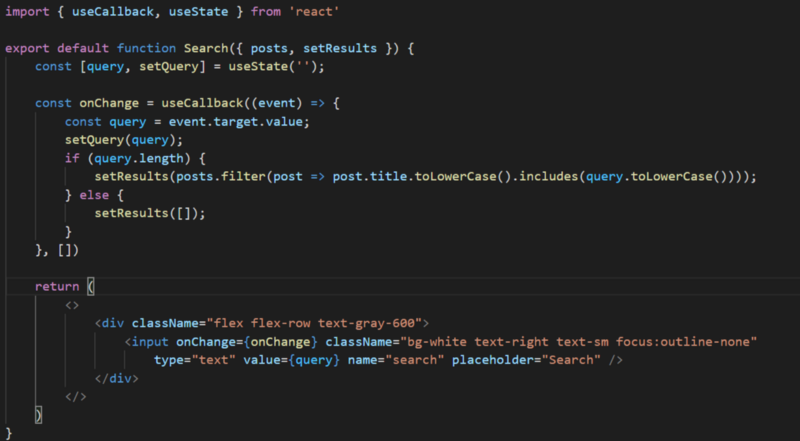 import { useCallback, useState } from 'react'
export default function Search({ posts, setResults }) {
const [query, setQuery] = useState('');
const onChange = useCallback((event) => {
const query = event.target.value;
setQuery(query);
if (query.length) {
setResults(posts.filter(post => post.title.toLowerCase().includes(query.toLowerCase())));
} else {
setResults([]);
}
}, [])
return (
<>
<div className="flex flex-row text-gray-600">
<input onChange={onChange} className="bg-white text-right text-sm focus:outline-none"
type="text" value={query} name="search" placeholder="Search" />
</div>
</>
)
}